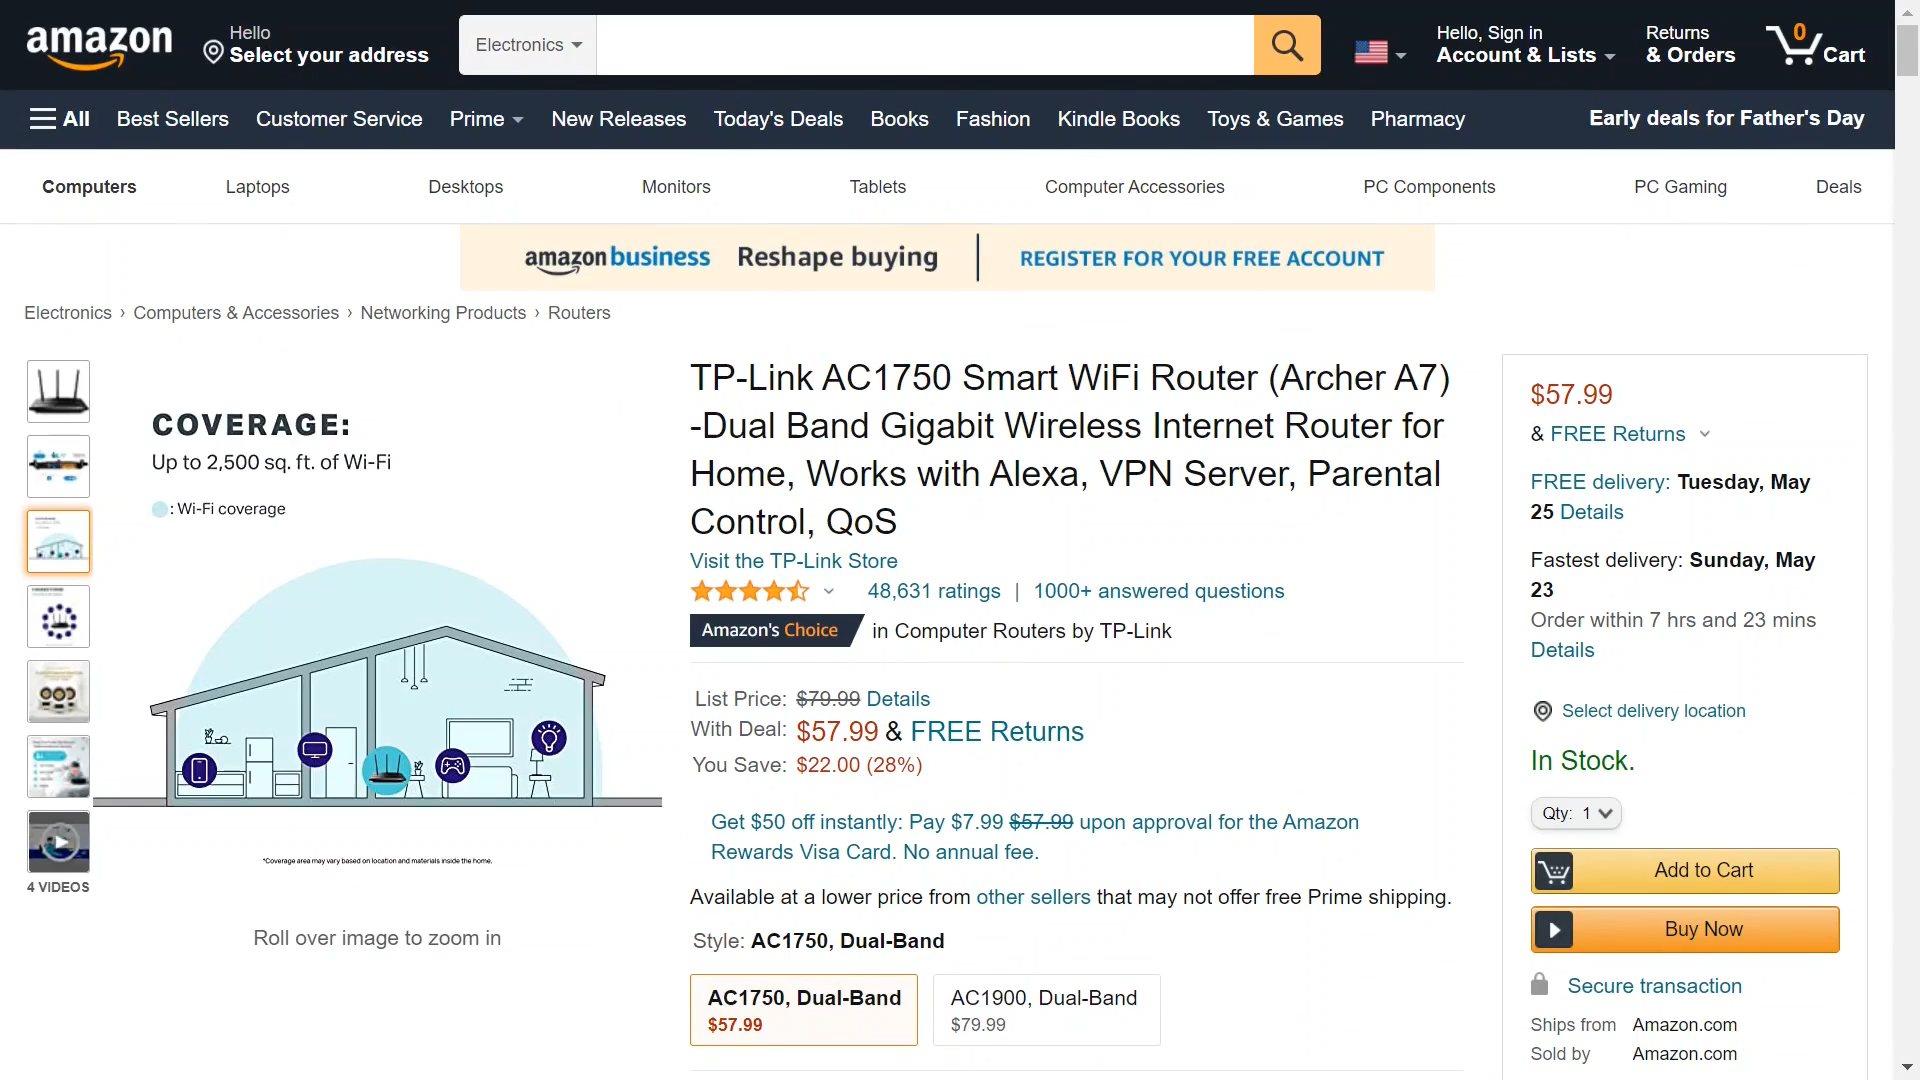 amazon
Hello
Select your address
Electronics
Hello, Sign in
Account & Lists
Returns
& Orders
0
Cart
All
Best Sellers
Customer Service
Prime
New Releases
Today's Deals
Books
Fashion
Kindle Books
Toys & Games
Pharmacy
Early deals for Father's Day
Computers
Laptops
Desktops
Monitors
Tablets
Computer Accessories
PC Components
PC Gaming
Deals
amazon business Reshape buying | REGISTER FOR YOUR FREE ACCOUNT
Electronics › Computers & Accessories › Networking Products › Routers
COVERAGE:
Up to 2,500 sq. ft. of Wi-Fi
: Wi-Fi coverage
*Coverage area may vary based on location and materials inside the home.
4 VIDEOS
Roll over image to zoom in
TP-Link AC1750 Smart WiFi Router (Archer A7)
-Dual Band Gigabit Wireless Internet Router for
Home, Works with Alexa, VPN Server, Parental
Control, QoS
Visit the TP-Link Store
48,631 ratings | 1000+ answered questions
Amazon's Choice in Computer Routers by TP-Link
List Price: $79.99 Details
With Deal: $57.99 & FREE Returns
You Save: $22.00 (28%)
Get $50 off instantly: Pay $7.99 $57.99 upon approval for the Amazon
Rewards Visa Card. No annual fee.
Available at a lower price from other sellers that may not offer free Prime shipping.
Style: AC1750, Dual-Band
AC1750, Dual-Band
$57.99
AC1900, Dual-Band
$79.99
$57.99
& FREE Returns
FREE delivery: Tuesday, May
25 Details
Fastest delivery: Sunday, May
23
Order within 7 hrs and 23 mins
Details
Select delivery location
In Stock.
Qty: 1
Add to Cart
Buy Now
Secure transaction
Ships from Amazon.com
Sold by Amazon.com